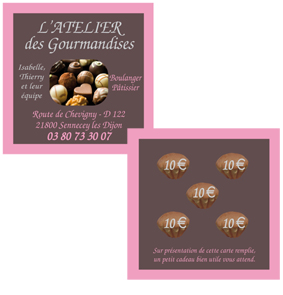 L'ATELIER
des Gourmandises
Isabelle,
Thierry
et leur
équipe
Boulanger
Pâtissier
Route de Chevigny - D 122
21800 Sennecey les Dijon
03 80 73 30 07
10€
10€
10€
10€
10€
Sur présentation de cette carte remplie,
un petit cadeau bien utile vous attend.